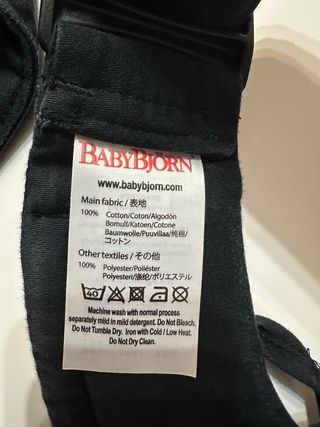 BABYBJÖRN
www.babybjorn.com
Main fabric / 表地
100% Cotton/Coton/Algodón
Bomull/Katoen/Cotone
Baumwolle/Puuvillaa/纯棉/
コットン
Other textiles / その他
100% Polyester/Poliéster
Polyesteri/涤纶/ポリエステル
40
Machine wash with normal process
separately mild in mild detergent. Do Not Bleach.
Do Not Tumble Dry. Iron with Cold / Low Heat.
Do Not Dry Clean.